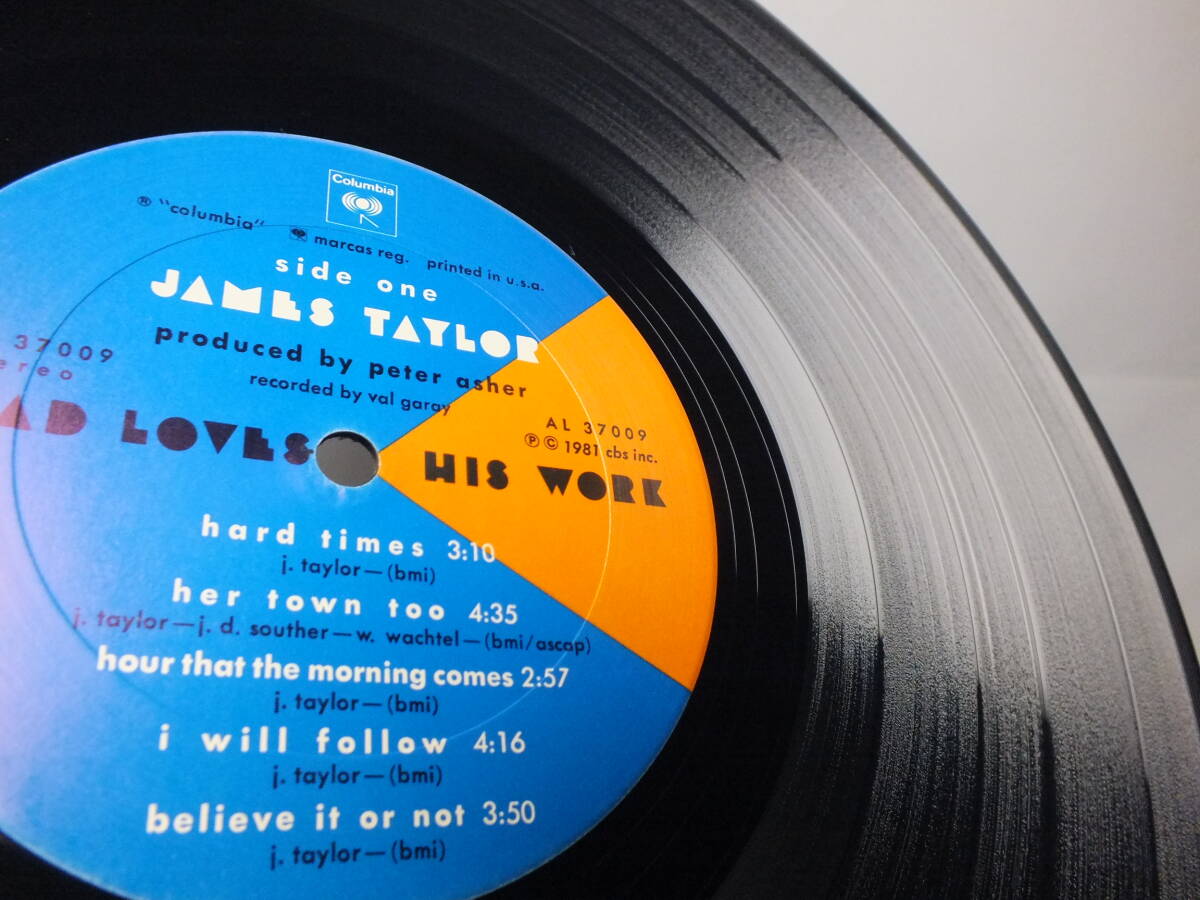 Columbia
® "columbia" marcas reg. printed in u.s.a.
side one
JAMES TAYLOR
produced by peter asher
recorded by val garay
37009
AL 37009
℗ © 1981 cbs inc.
LOVES HIS WORK
hard times 3:10
j. taylor—(bmi)
her town too 4:35
j. taylor—j. d. souther—w. wachtel—(bmi/ascap)
hour that the morning comes 2:57
j. taylor—(bmi)
i will follow 4:16
j. taylor—(bmi)
believe it or not 3:50
j. taylor—(bmi)